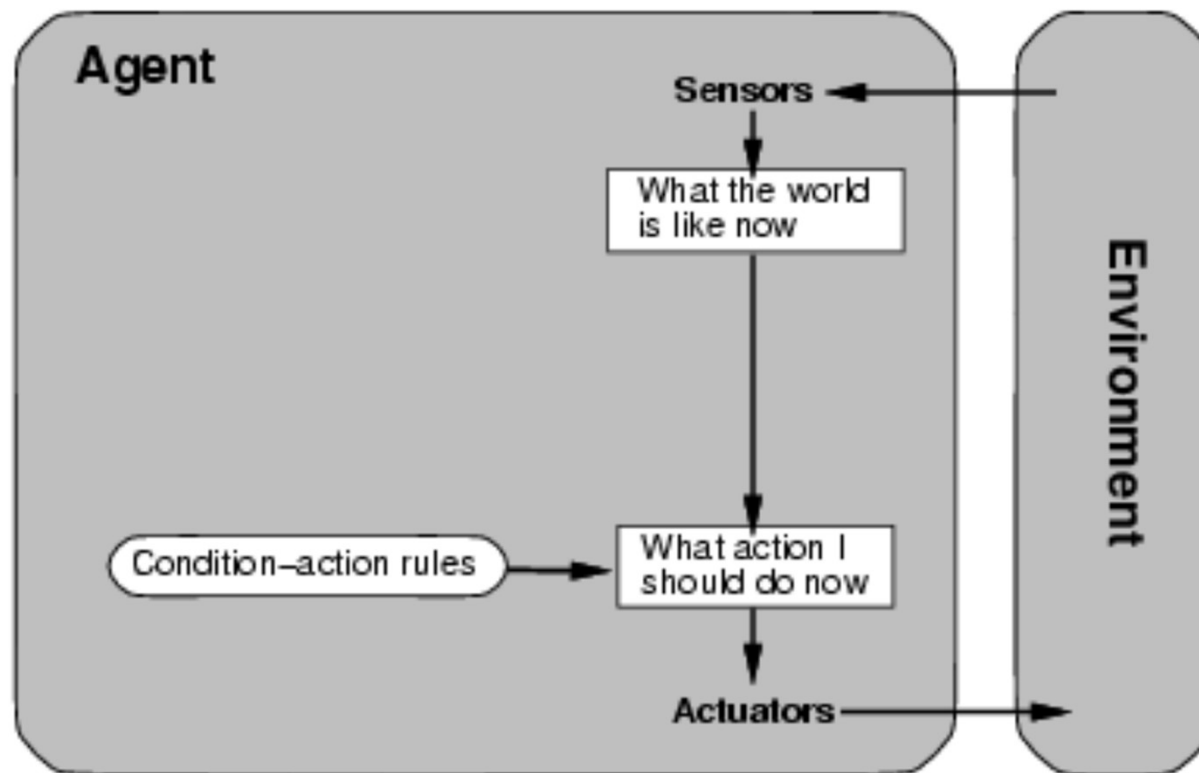 Agent
Sensors
What the world
is like now
Environment
Condition–action rules
What action I
should do now
Actuators